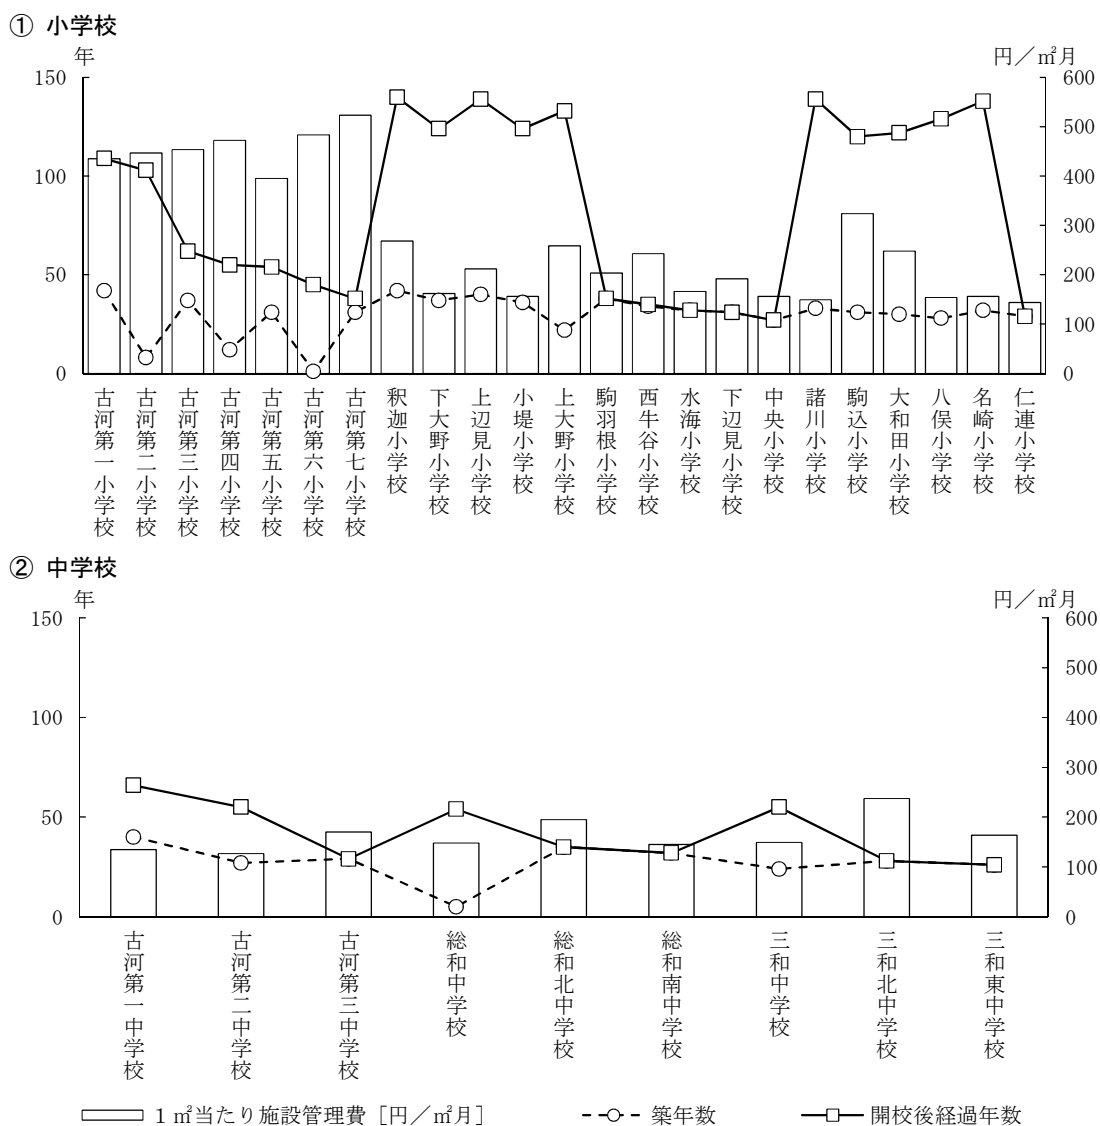 ① 小学校
年
円／㎡月
150
100
50
0
600
500
400
300
200
100
0
古河第一小学校
古河第二小学校
古河第三小学校
古河第四小学校
古河第五小学校
古河第六小学校
古河第七小学校
釈迦小学校
下大野小学校
上辺見小学校
小堤小学校
上大野小学校
駒羽根小学校
西牛谷小学校
水海小学校
下辺見小学校
中央小学校
諸川小学校
駒込小学校
大和田小学校
八俣小学校
名崎小学校
仁連小学校
② 中学校
年
円／㎡月
150
100
50
0
600
500
400
300
200
100
0
古河第一中学校
古河第二中学校
古河第三中学校
総和中学校
総和北中学校
総和南中学校
三和中学校
三和北中学校
三和東中学校
1㎡当たり施設管理費［円／㎡月］
築年数
開校後経過年数